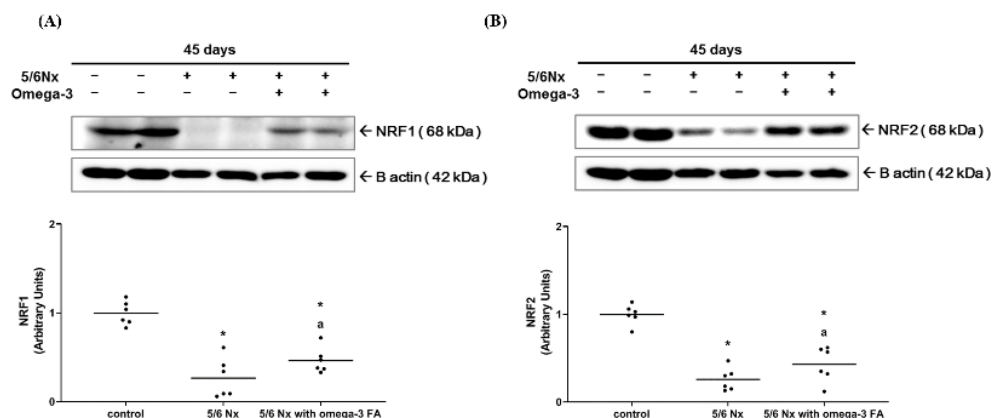 (A)
45 days
5/6Nx − − + + + +
Omega-3 − − − − + +
← NRF1 ( 68 kDa )
← B actin ( 42 kDa )
2
1
0
NRF1
(Arbitrary Units)
*
*
a
control 5/6 Nx 5/6 Nx with omega-3 FA
(B)
45 days
5/6Nx − − + + + +
Omega-3 − − − − + +
← NRF2 ( 68 kDa )
← B actin ( 42 kDa )
2
1
0
NRF2
(Arbitrary Units)
*
*
a
control 5/6 Nx 5/6 Nx with omega-3 FA